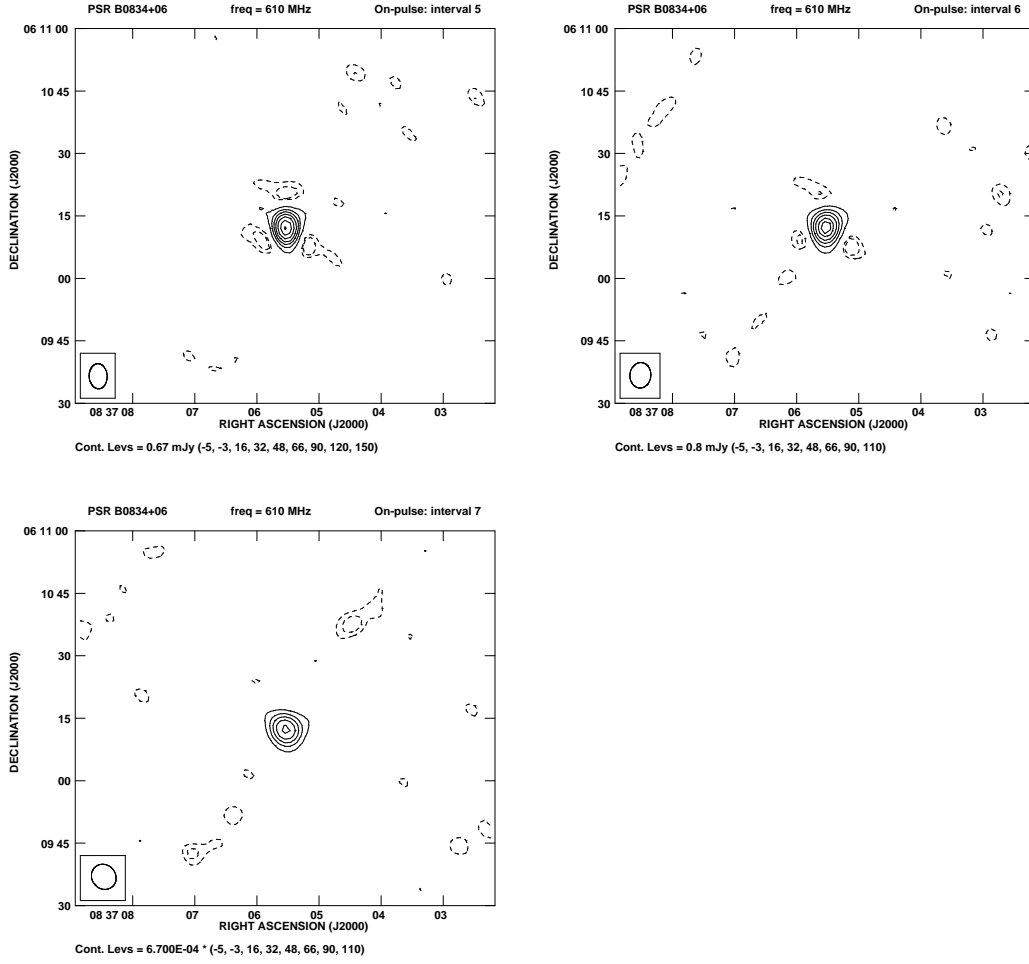 PSR B0834+06 freq = 610 MHz On-pulse: interval 5
06 11 00
10 45
30
15
00
09 45
30
DECLINATION (J2000)
08 37 08 07 06 05 04 03
RIGHT ASCENSION (J2000)
Cont. Levs = 0.67 mJy (-5, -3, 16, 32, 48, 66, 90, 120, 150)
PSR B0834+06 freq = 610 MHz On-pulse: interval 6
06 11 00
10 45
30
15
00
09 45
30
DECLINATION (J2000)
08 37 08 07 06 05 04 03
RIGHT ASCENSION (J2000)
Cont. Levs = 0.8 mJy (-5, -3, 16, 32, 48, 66, 90, 110)
PSR B0834+06 freq = 610 MHz On-pulse: interval 7
06 11 00
10 45
30
15
00
09 45
30
DECLINATION (J2000)
08 37 08 07 06 05 04 03
RIGHT ASCENSION (J2000)
Cont. Levs = 6.700E-04 * (-5, -3, 16, 32, 48, 66, 90, 110)